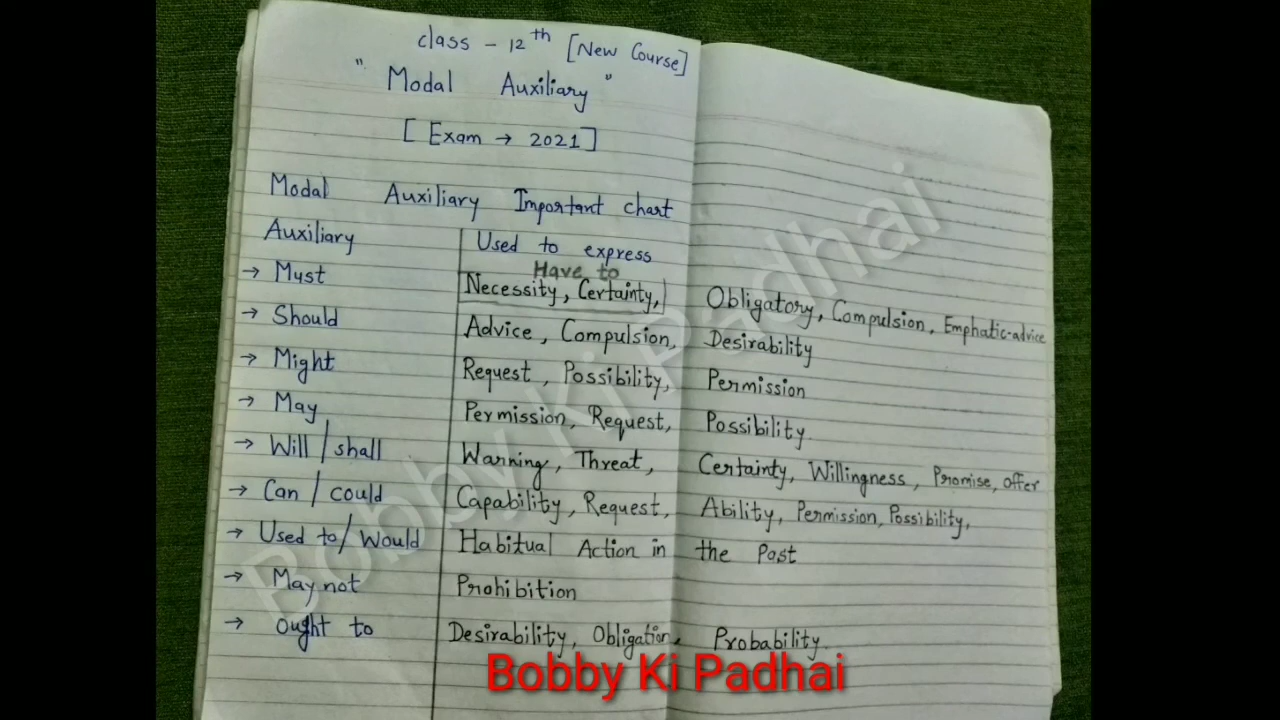 class - 12th [New Course]
" Modal Auxiliary "
[ Exam → 2021 ]
Modal Auxiliary Important chart
Auxiliary Used to express
Have to
→ Must Necessity, Certainty, Obligatory, Compulsion, Emphatic-advice
→ Should Advice, Compulsion, Desirability
→ Might Request, Possibility, Permission
→ May Permission, Request, Possibility.
→ Will / shall Warning, Threat, Certainty, Willingness, Promise, offer
→ Can / could Capability, Request, Ability, Permission, Possibility,
→ Used to / Would Habitual Action in the Past
→ May not Prohibition
→ Ought to Desirability, Obligation, Probability.
Bobby Ki Padhai
Bobby Ki Padhai